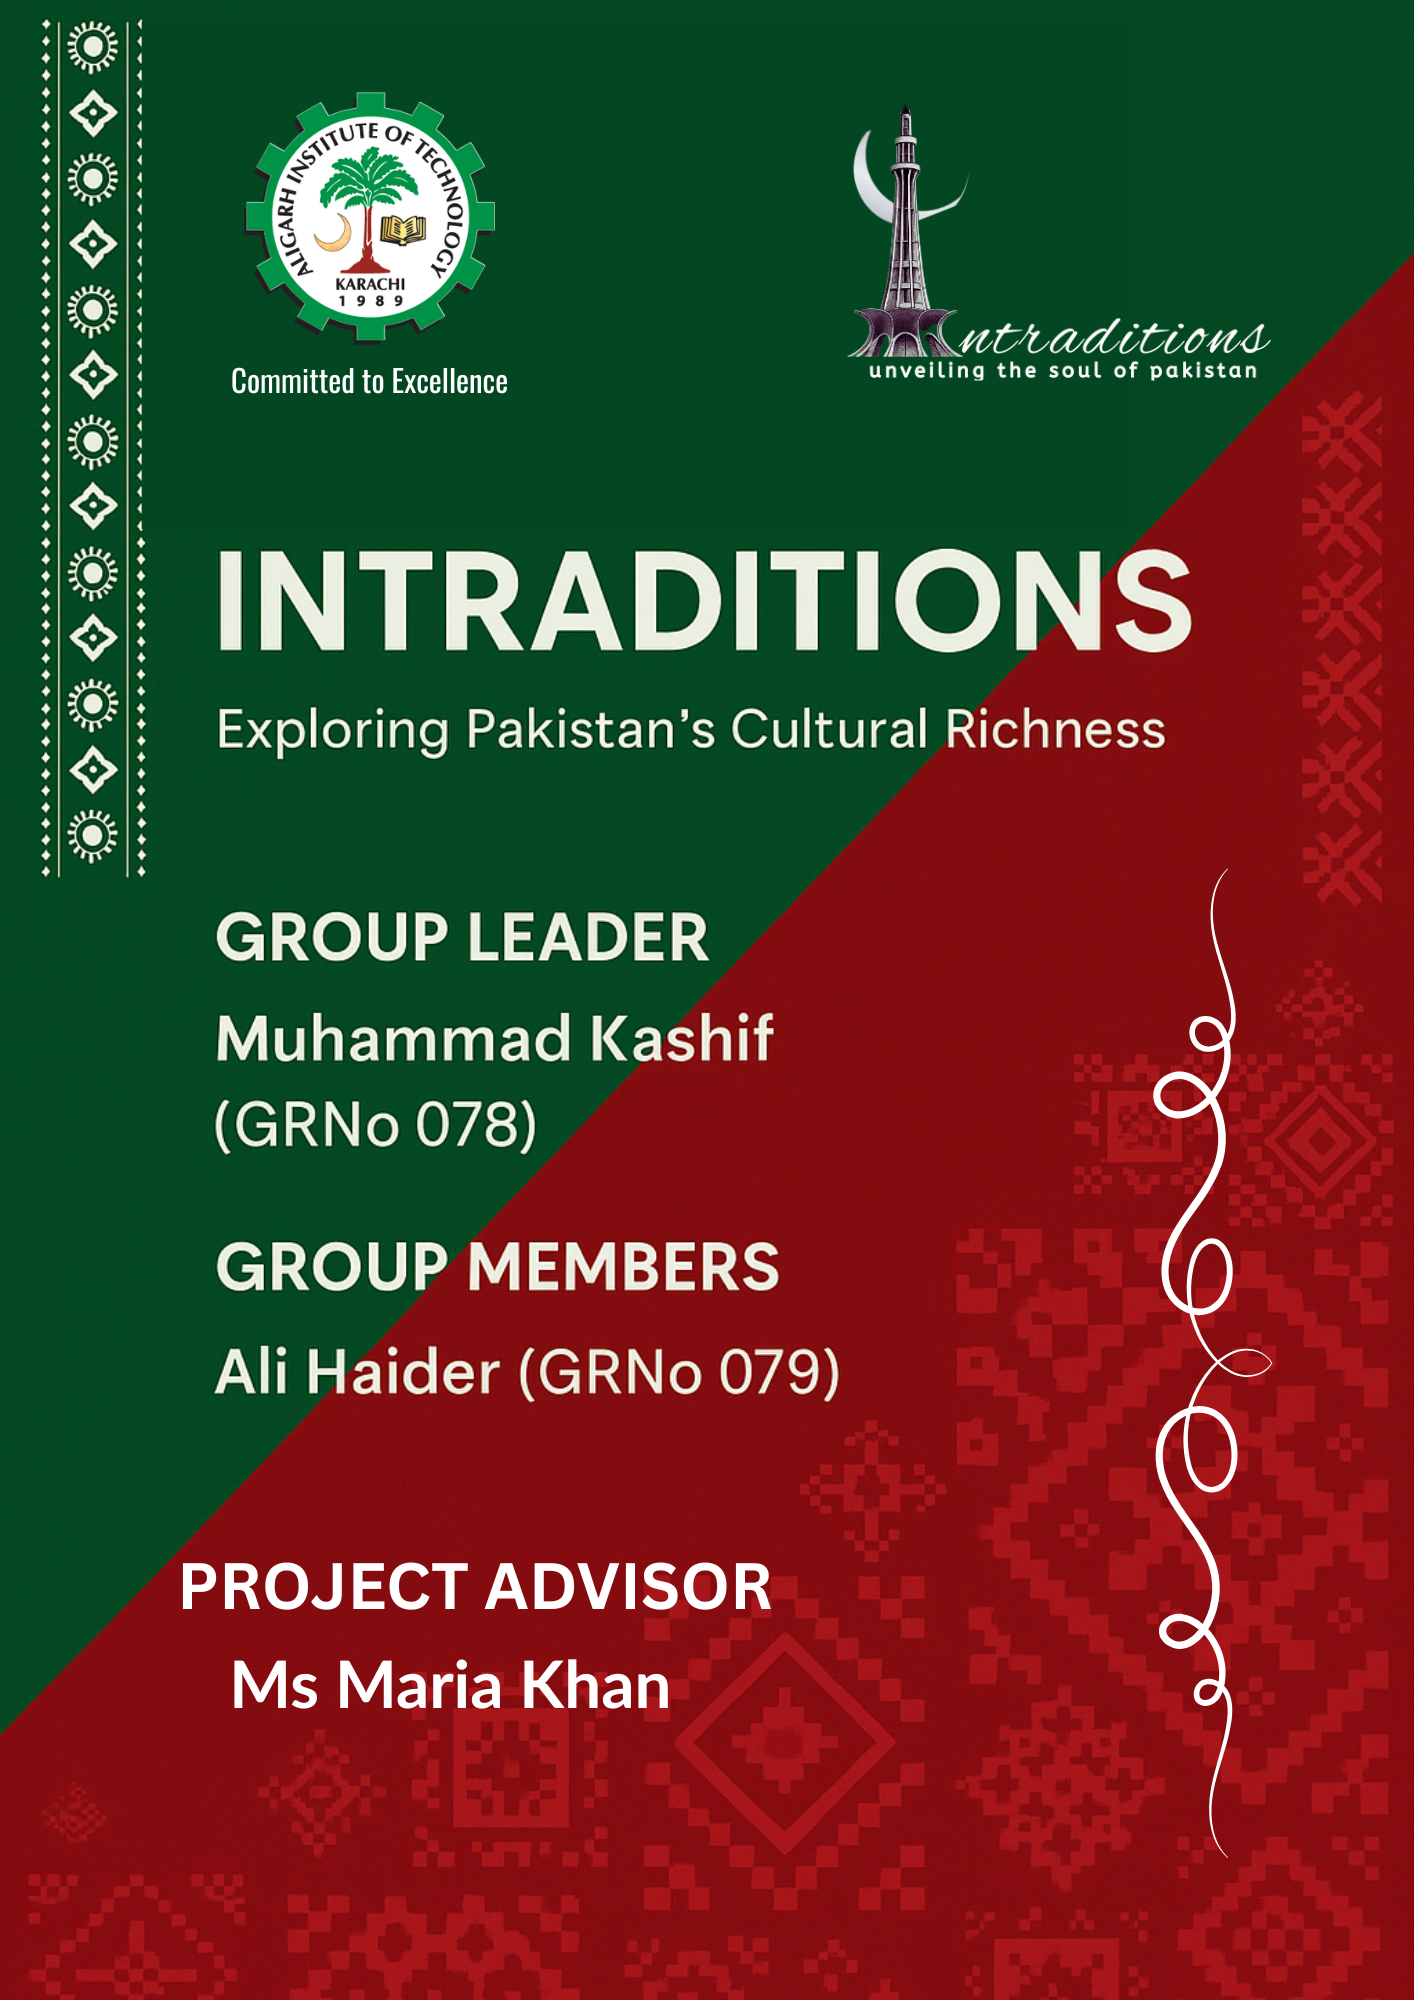 ALIGARH INSTITUTE OF TECHNOLOGY
KARACHI
1989
Committed to Excellence
ntraditions
unveiling the soul of pakistan
INTRADITIONS
Exploring Pakistan's Cultural Richness
GROUP LEADER
Muhammad Kashif
(GRNo 078)
GROUP MEMBERS
Ali Haider (GRNo 079)
PROJECT ADVISOR
Ms Maria Khan